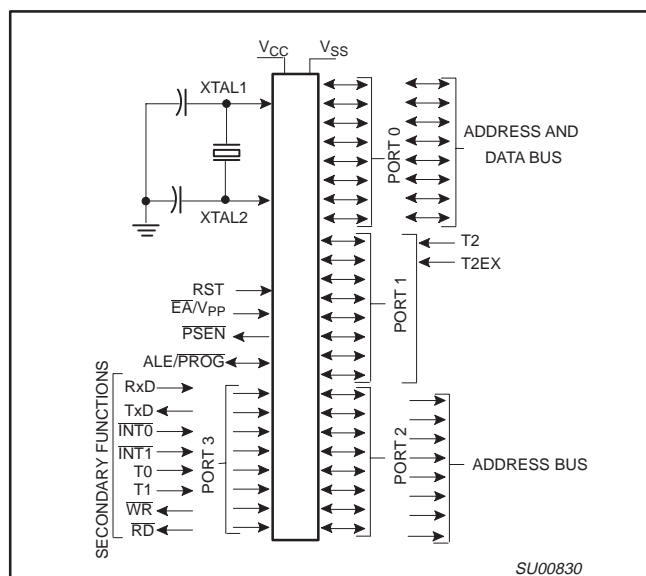 VCC VSS
XTAL1
XTAL2
PORT 0
ADDRESS AND
DATA BUS
T2
T2EX
PORT 1
RST
EA/VPP
PSEN
ALE/PROG
SECONDARY FUNCTIONS
RxD
TxD
INT0
INT1
T0
T1
WR
RD
PORT 3
PORT 2
ADDRESS BUS
SU00830